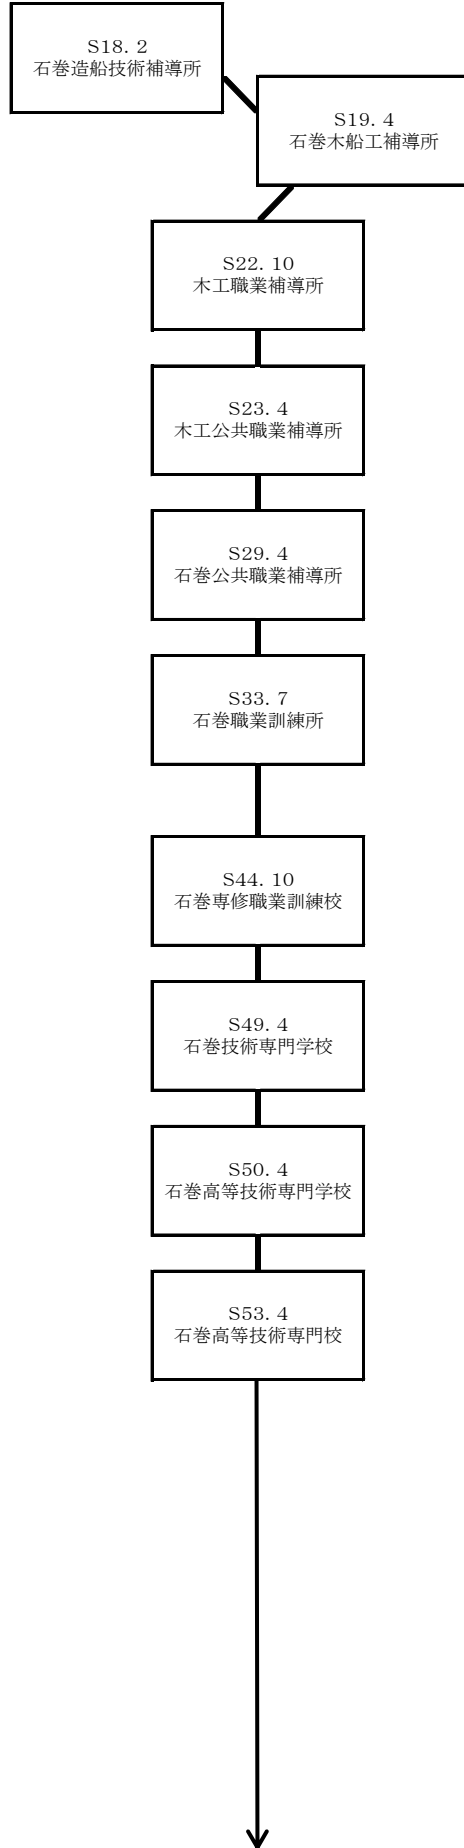 S18. 2
石巻造船技術補導所
S19. 4
石巻木船工補導所
S22. 10
木工職業補導所
S23. 4
木工公共職業補導所
S29. 4
石巻公共職業補導所
S33. 7
石巻職業訓練所
S44. 10
石巻専修職業訓練校
S49. 4
石巻技術専門学校
S50. 4
石巻高等技術専門学校
S53. 4
石巻高等技術専門校